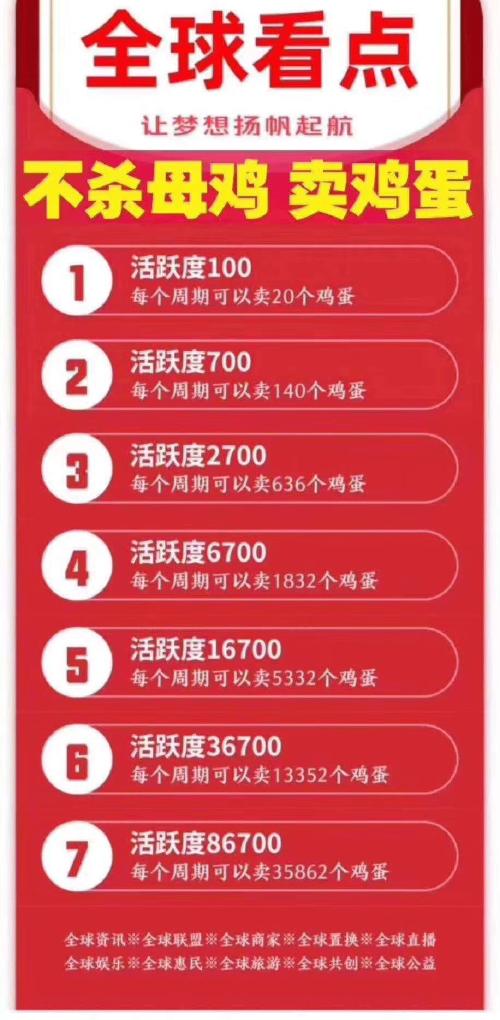 全球看点
让梦想扬帆起航
不杀母鸡 卖鸡蛋
1
活跃度100
每个周期可以卖20个鸡蛋
2
活跃度700
每个周期可以卖140个鸡蛋
3
活跃度2700
每个周期可以卖636个鸡蛋
4
活跃度6700
每个周期可以卖1832个鸡蛋
5
活跃度16700
每个周期可以卖5332个鸡蛋
6
活跃度36700
每个周期可以卖13352个鸡蛋
7
活跃度86700
每个周期可以卖35862个鸡蛋
全球资讯※全球联盟※全球商家※全球置换※全球直播
全球娱乐※全球惠民※全球旅游※全球共创※全球公益